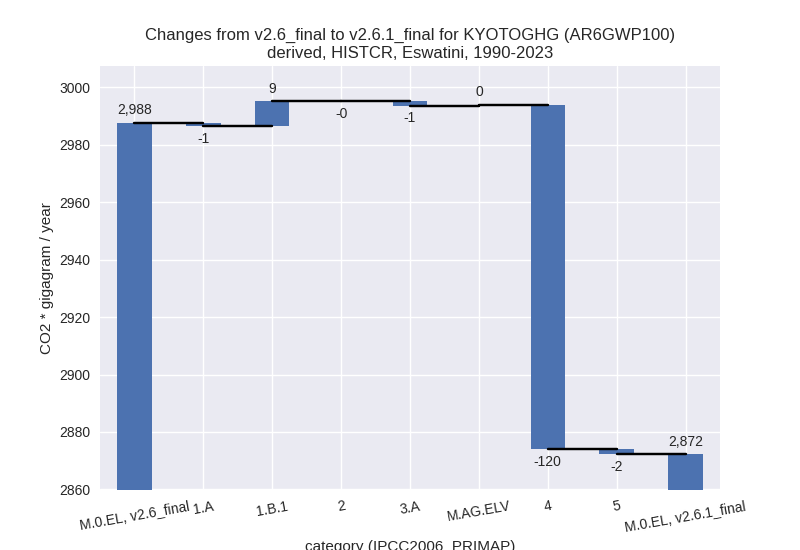 Changes from v2.6_final to v2.6.1_final for KYOTOGHG (AR6GWP100)
derived, HISTCR, Eswatini, 1990-2023
CO2 * gigagram / year
3000
2980
2960
2940
2920
2900
2880
2860
2,988
-1
9
-0
-1
0
-120
-2
2,872
M.0.EL, v2.6_final
1.A
1.B.1
2
3.A
M.AG.ELV
4
5
M.0.EL, v2.6.1_final
category (IPCC2006_PRIMAP)